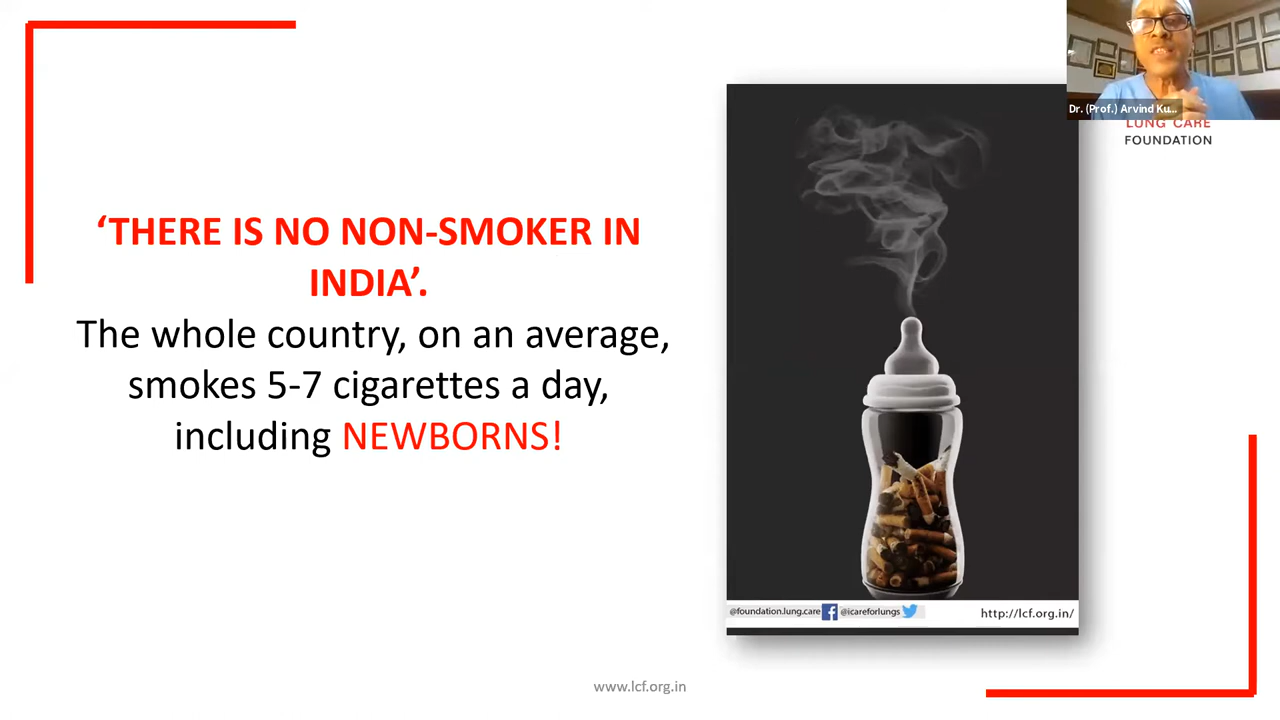 Dr. (Prof.) Arvind Ku...
LUNG CARE
FOUNDATION
‘THERE IS NO NON-SMOKER IN
INDIA’.
The whole country, on an average,
smokes 5-7 cigarettes a day,
including NEWBORNS!
@foundation.lung.care @icareforlungs http://lcf.org.in/
www.lcf.org.in